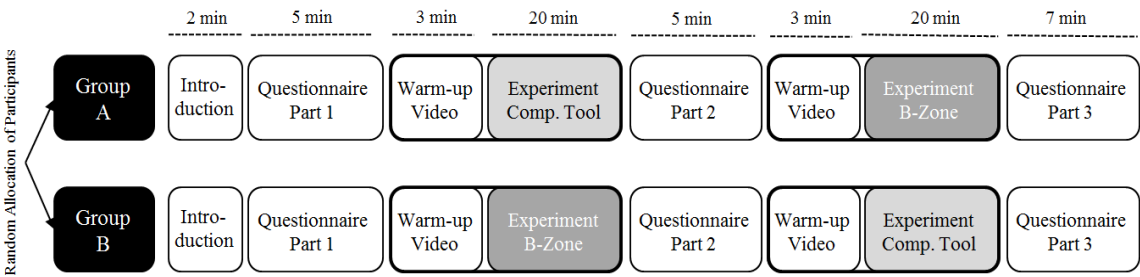 2 min 5 min 3 min 20 min 5 min 3 min 20 min 7 min
Random Allocation of Participants
Group
A
Intro-
duction
Questionnaire
Part 1
Warm-up
Video
Experiment
Comp. Tool
Questionnaire
Part 2
Warm-up
Video
Experiment
B-Zone
Questionnaire
Part 3
Group
B
Intro-
duction
Questionnaire
Part 1
Warm-up
Video
Experiment
B-Zone
Questionnaire
Part 2
Warm-up
Video
Experiment
Comp. Tool
Questionnaire
Part 3